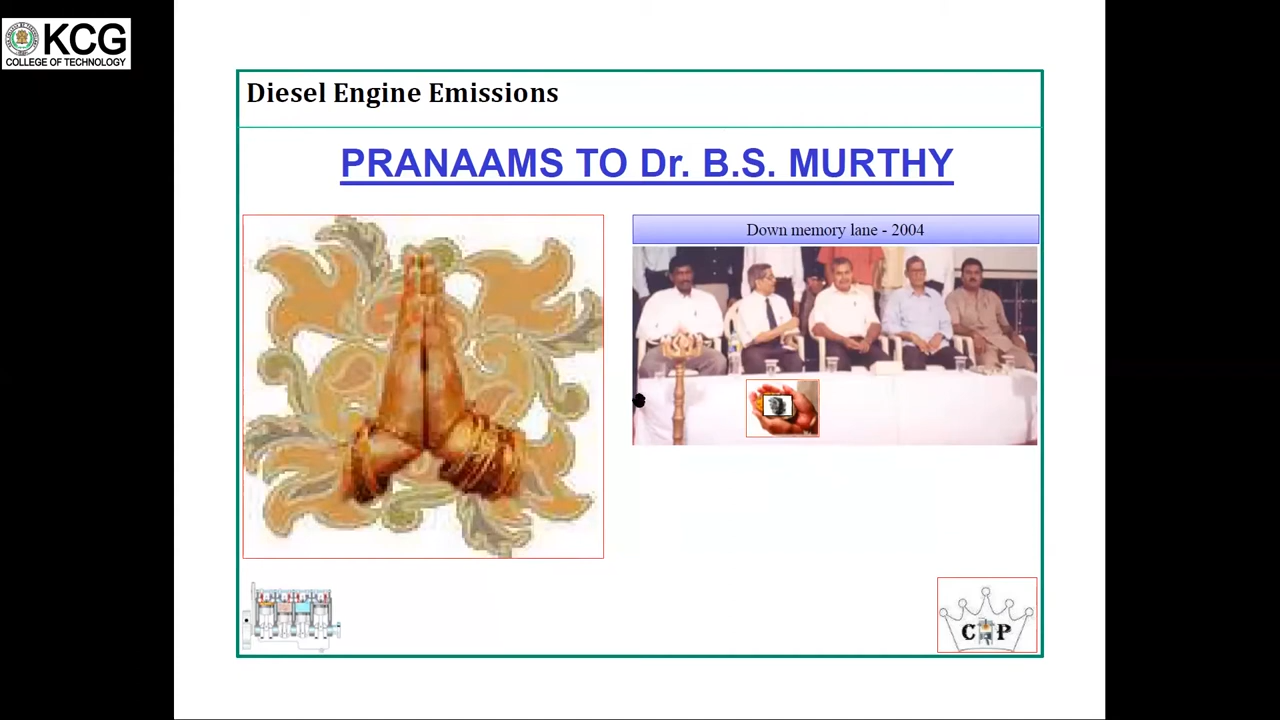 KCG
COLLEGE OF TECHNOLOGY
Diesel Engine Emissions
PRANAAMS TO Dr. B.S. MURTHY
Down memory lane - 2004
C P